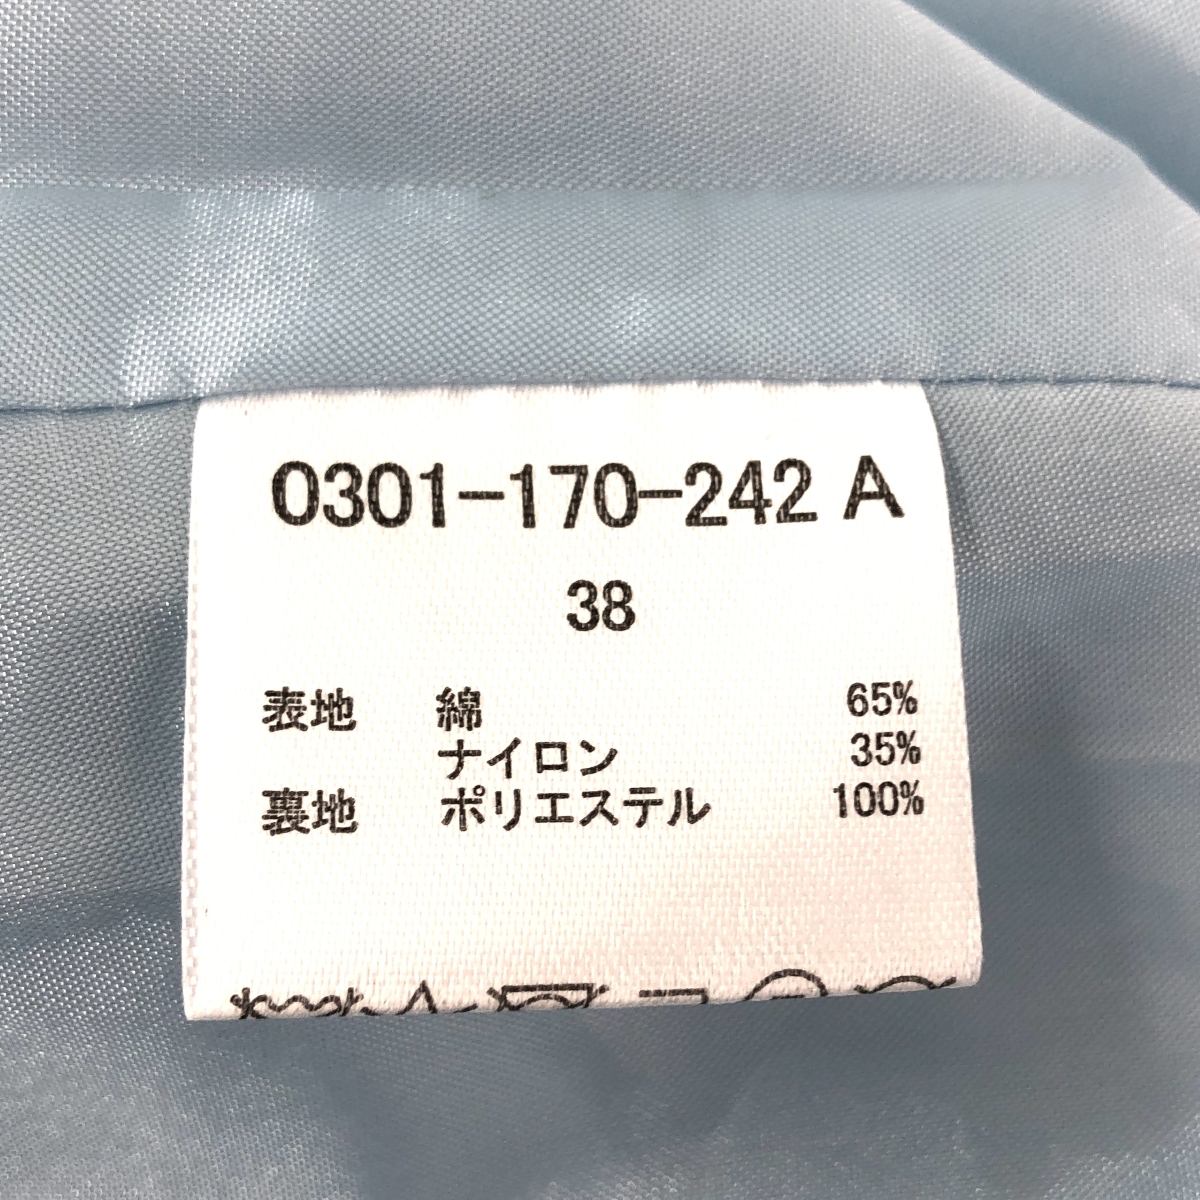 0301-170-242 A
38
表地 綿 65%
ナイロン 35%
裏地 ポリエステル 100%